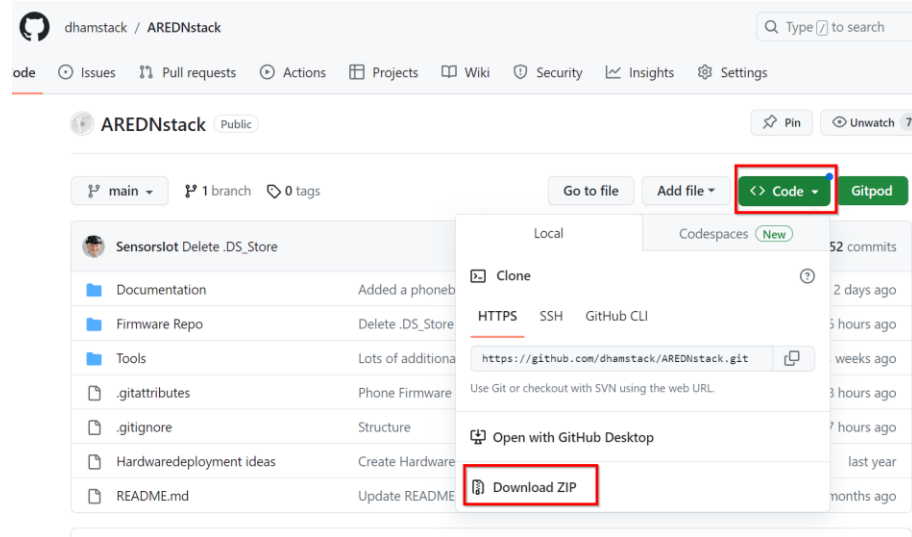 dhamstack / AREDNstack
Type / to search
ode Issues Pull requests Actions Projects Wiki Security Insights Settings
AREDNstack Public Pin Unwatch 7
main 1 branch 0 tags Go to file Add file <> Code Gitpod
Local Codespaces New
Sensorslot Delete .DS_Store 52 commits
Clone
Documentation Added a phoneb 2 days ago
HTTPS SSH GitHub CLI
Firmware Repo Delete .DS_Store hours ago
https://github.com/dhamstack/AREDNstack.git
Tools Lots of additiona weeks ago
Use Git or checkout with SVN using the web URL.
.gitattributes Phone Firmware hours ago
.gitignore Structure hours ago
Open with GitHub Desktop
Hardwaredeployment ideas Create Hardware last year
Download ZIP
README.md Update README months ago